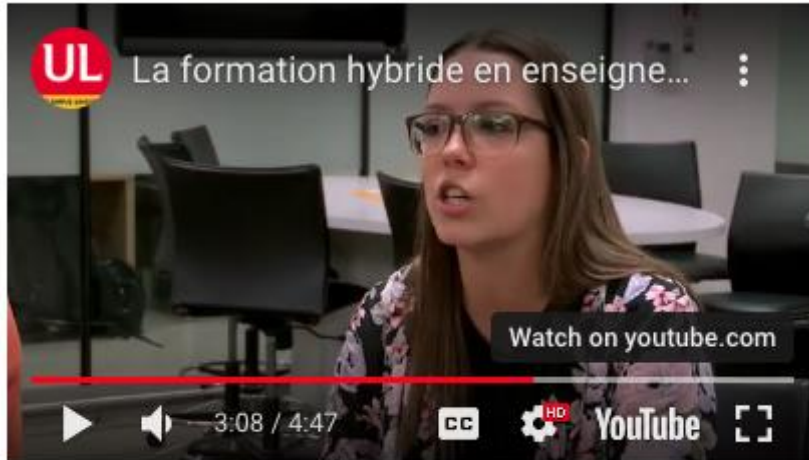 UL
La formation hybride en enseigne...
Watch on youtube.com
3:08 / 4:47
CC
HD
YouTube